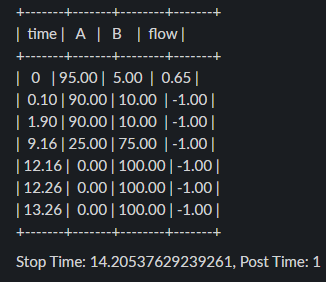 +-------+-------+--------+-------+
| time | A | B | flow |
+-------+-------+--------+-------+
| 0 | 95.00 | 5.00 | 0.65 |
| 0.10 | 90.00 | 10.00 | -1.00 |
| 1.90 | 90.00 | 10.00 | -1.00 |
| 9.16 | 25.00 | 75.00 | -1.00 |
| 12.16 | 0.00 | 100.00 | -1.00 |
| 12.26 | 0.00 | 100.00 | -1.00 |
| 13.26 | 0.00 | 100.00 | -1.00 |
+-------+-------+--------+-------+
Stop Time: 14.20537629239261, Post Time: 1